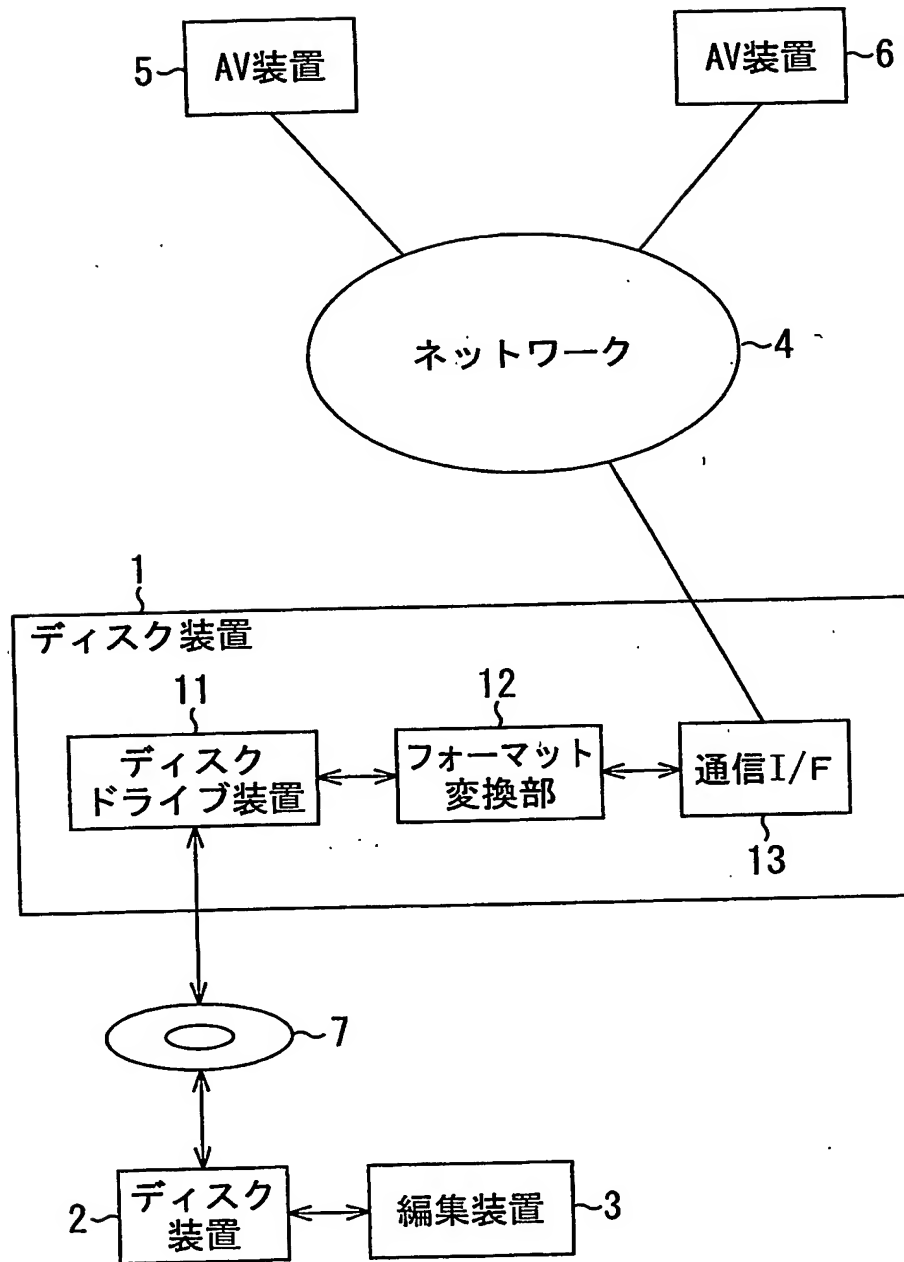 5
AV装置
AV装置
6
ネットワーク
4
1
ディスク装置
11
ディスク
ドライブ装置
12
フォーマット
変換部
通信I/F
13
7
2
ディスク
装置
編集装置
3